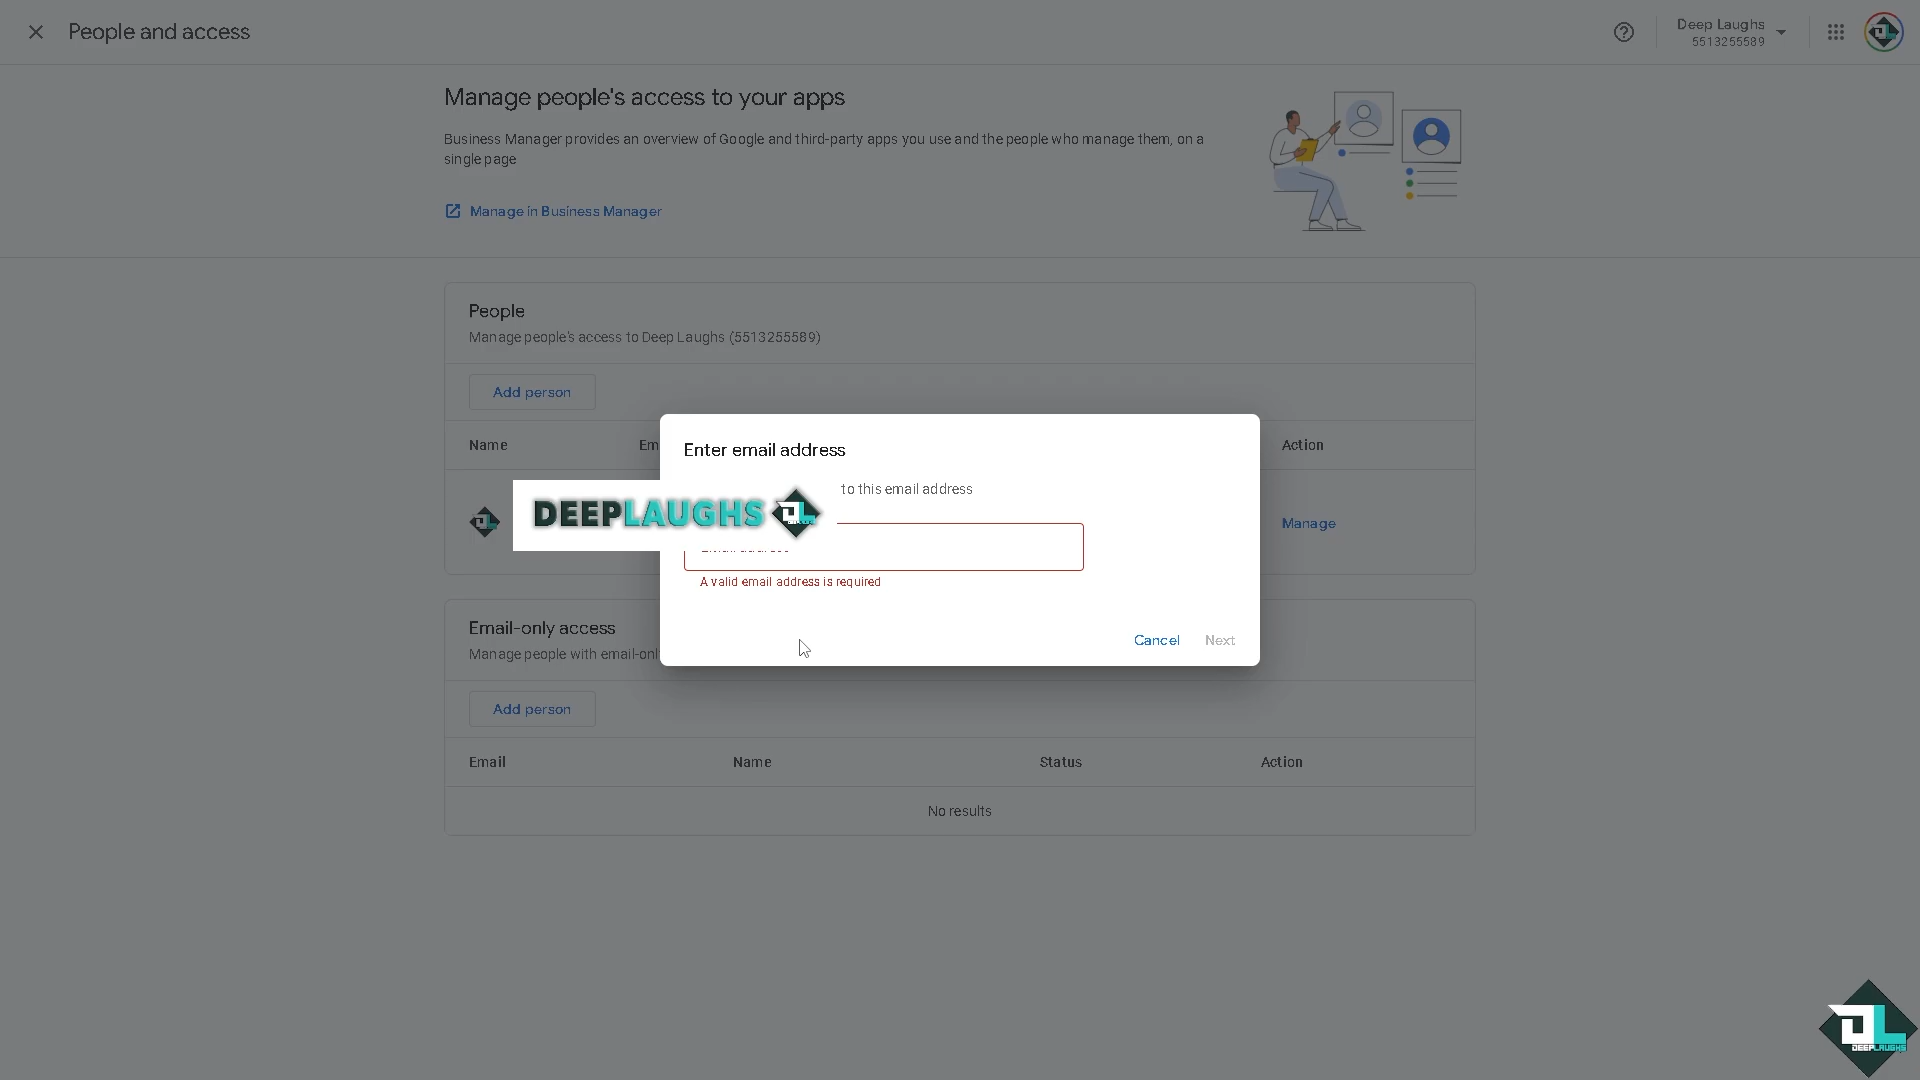 People and access
Deep Laughs
5513255589
Manage people's access to your apps
Business Manager provides an overview of Google and third-party apps you use and the people who manage them, on a
single page
Manage in Business Manager
People
Manage people's access to Deep Laughs (5513255589)
Add person
Name
Em
Action
Manage
Enter email address
to this email address
DEEPLAUGHS
A valid email address is required
Cancel
Next
Email-only access
Manage people with email-onl
Add person
Email
Name
Status
Action
No results
DL
DEEPLAUGHS